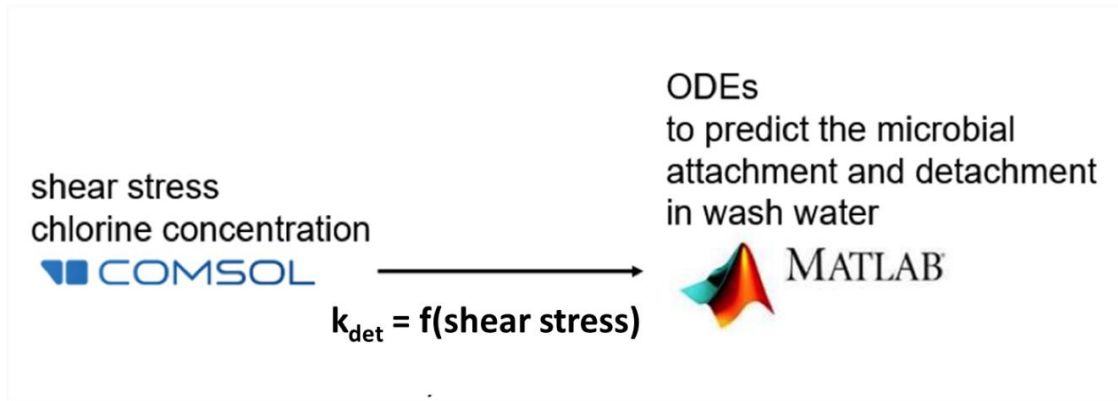 shear stress
chlorine concentration
COMSOL
k_det = f(shear stress)
ODEs
to predict the microbial
attachment and detachment
in wash water
MATLAB